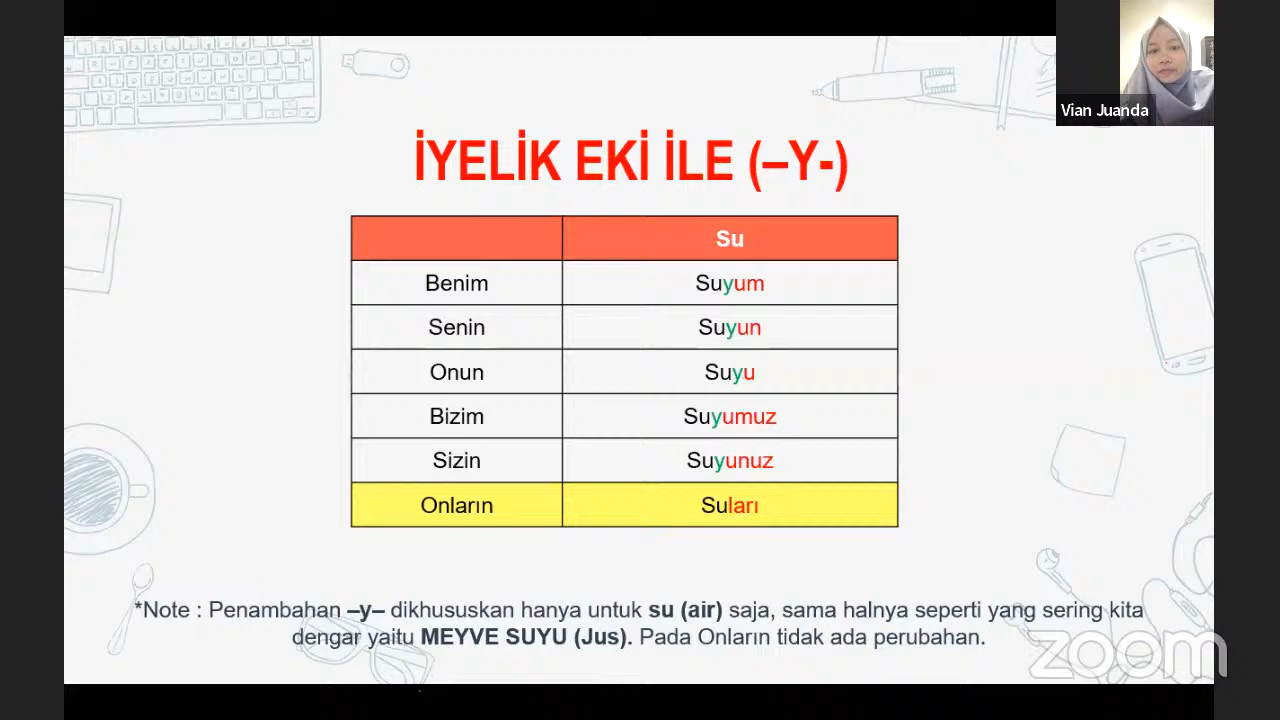 Vian Juanda
İYELİK EKİ İLE (–Y-)
Su
Benim Suyum
Senin Suyun
Onun Suyu
Bizim Suyumuz
Sizin Suyunuz
Onların Suları
*Note : Penambahan –y– dikhususkan hanya untuk su (air) saja, sama halnya seperti yang sering kita
dengar yaitu MEYVE SUYU (Jus). Pada Onların tidak ada perubahan.
zoom